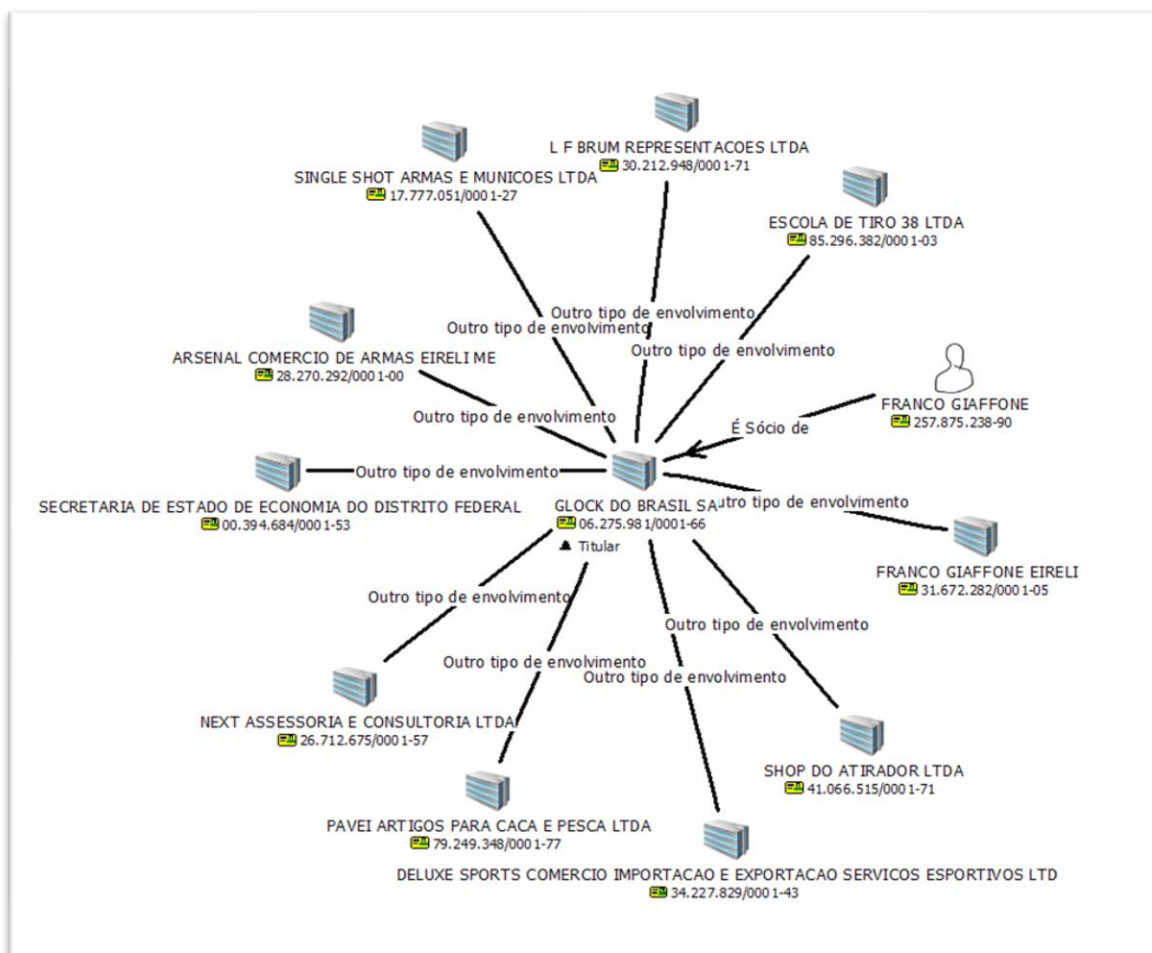 L F BRUM REPRESENTACOES LTDA
30.212.948/0001-71
SINGLE SHOT ARMAS E MUNICOES LTDA
17.777.051/0001-27
ESCOLA DE TIRO 38 LTDA
85.296.382/0001-03
Outro tipo de envolvimento
Outro tipo de envolvimento
Outro tipo de envolvimento
ARSENAL COMERCIO DE ARMAS EIRELI ME
28.270.292/0001-00
FRANCO GIAFFONE
257.875.238-90
Outro tipo de envolvimento
É Sócio de
Outro tipo de envolvimento
SECRETARIA DE ESTADO DE ECONOMIA DO DISTRITO FEDERAL
00.394.684/0001-53
GLOCK DO BRASIL SA
06.275.981/0001-66
Titular
utro tipo de envolvimento
FRANCO GIAFFONE EIRELI
31.672.282/0001-05
Outro tipo de envolvimento
Outro tipo de envolvimento
Outro tipo de envolvimento
Outro tipo de envolvimento
NEXT ASSESSORIA E CONSULTORIA LTDA
26.712.675/0001-57
SHOP DO ATIRADOR LTDA
41.066.515/0001-71
PAVEI ARTIGOS PARA CACA E PESCA LTDA
79.249.348/0001-77
DELUXE SPORTS COMERCIO IMPORTACAO E EXPORTACAO SERVICOS ESPORTIVOS LTD
34.227.829/0001-43